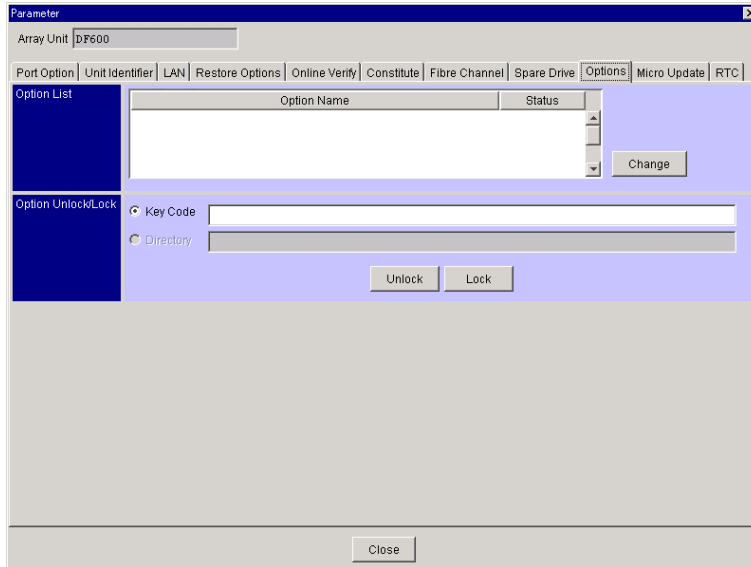 Parameter
Array Unit DF600
Port Option Unit Identifier LAN Restore Options Online Verify Constitute Fibre Channel Spare Drive Options Micro Update RTC
Option List
Option Name Status
Change
Option Unlock/Lock
Key Code
Directory
Unlock Lock
Close